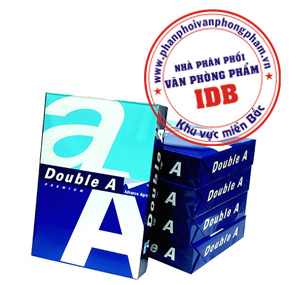 www.phanphoivanphongpham.vn
NHÀ PHÂN PHỐI
VĂN PHÒNG PHẨM
IDB
Khu vực miền Bắc
a
Double A
PREMIUM
Advance Agro
A
A Double A
A Double A
A Double A
A Double A